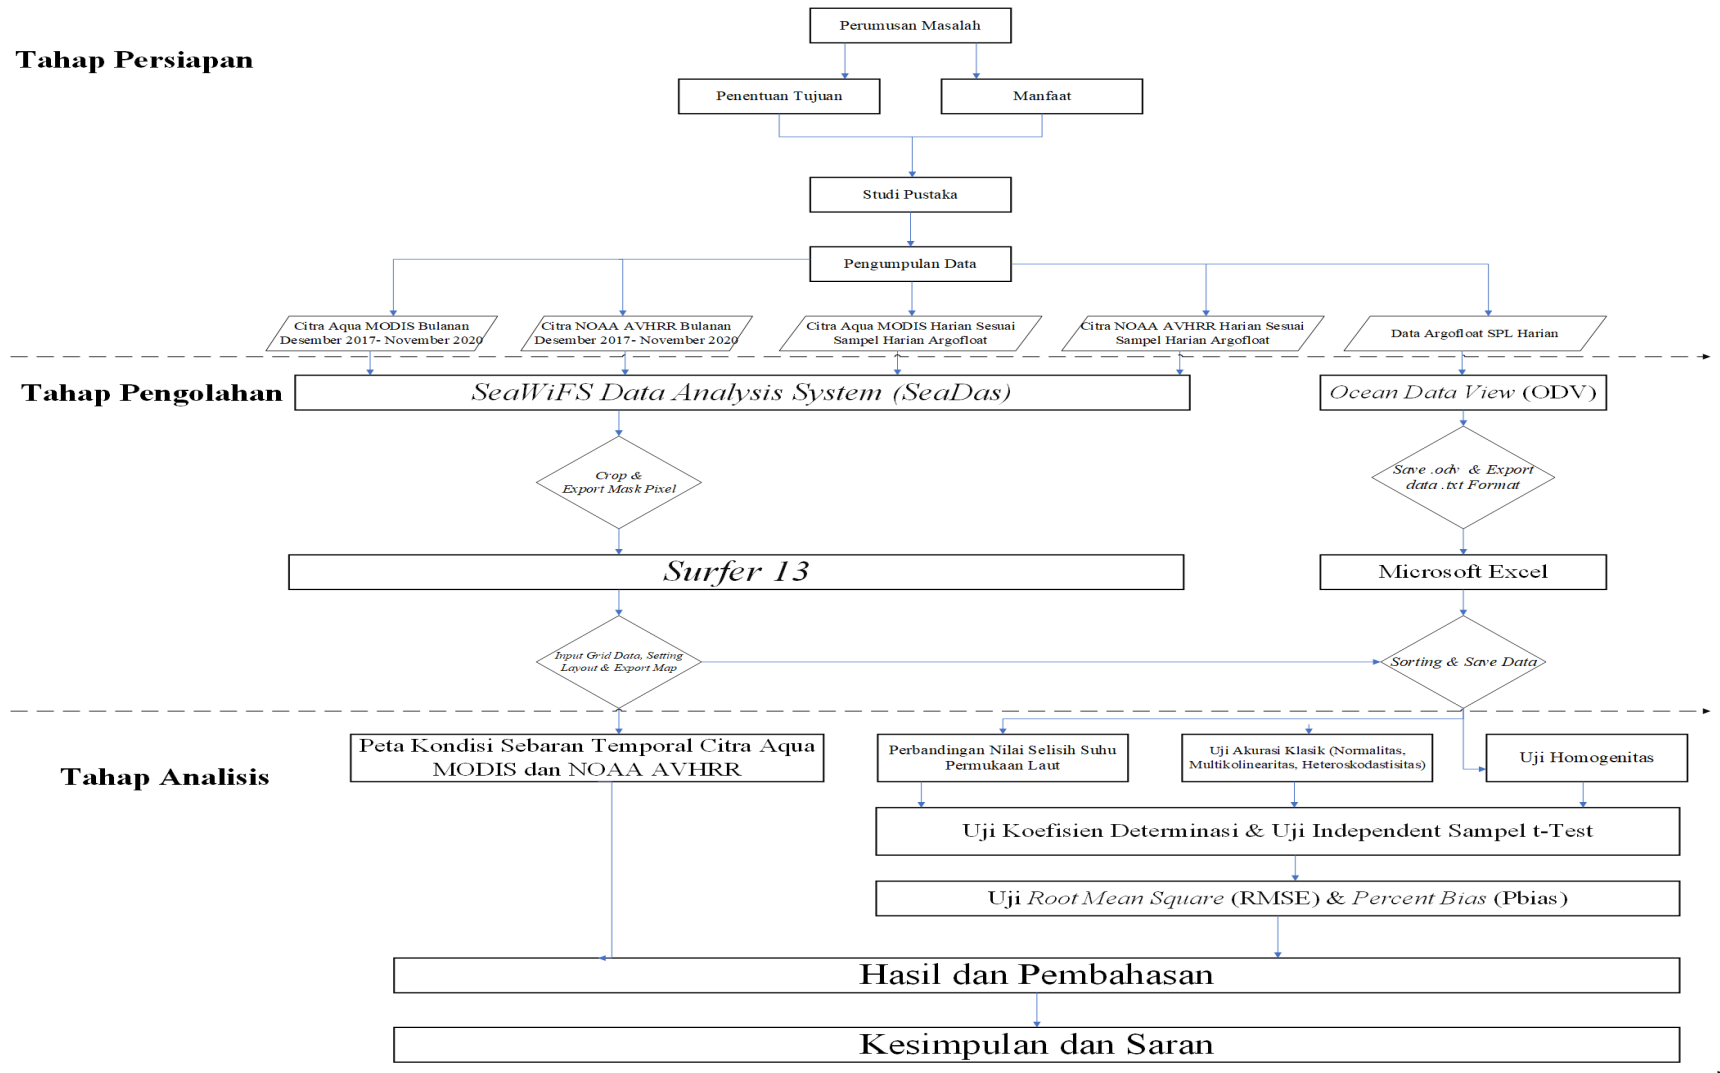 Perumusan Masalah
Tahap Persiapan
Penentuan Tujuan
Manfaat
Studi Pustaka
Pengumpulan Data
Citra Aqua MODIS Bulanan
Desember 2017- November 2020
Citra NOAA AVHRR Bulanan
Desember 2017- November 2020
Citra Aqua MODIS Harian Sesuai
Sampel Harian Argofloat
Citra NOAA AVHRR Harian Sesuai
Sampel Harian Argofloat
Data Argofloat SPL Harian
Tahap Pengolahan
SeaWiFS Data Analysis System (SeaDas)
Ocean Data View (ODV)
Crop &
Export Mask Pixel
Save .odv & Export
data .txt Format
Surfer 13
Microsoft Excel
Input Grid Data, Setting
Layout & Export Map
Sorting & Save Data
Tahap Analisis
Peta Kondisi Sebaran Temporal Citra Aqua
MODIS dan NOAA AVHRR
Perbandingan Nilai Selisih Suhu
Permukaan Laut
Uji Akurasi Klasik (Normalitas,
Multikolinearitas, Heteroskodastisitas)
Uji Homogenitas
Uji Koefisien Determinasi & Uji Independent Sampel t-Test
Uji Root Mean Square (RMSE) & Percent Bias (Pbias)
Hasil dan Pembahasan
Kesimpulan dan Saran